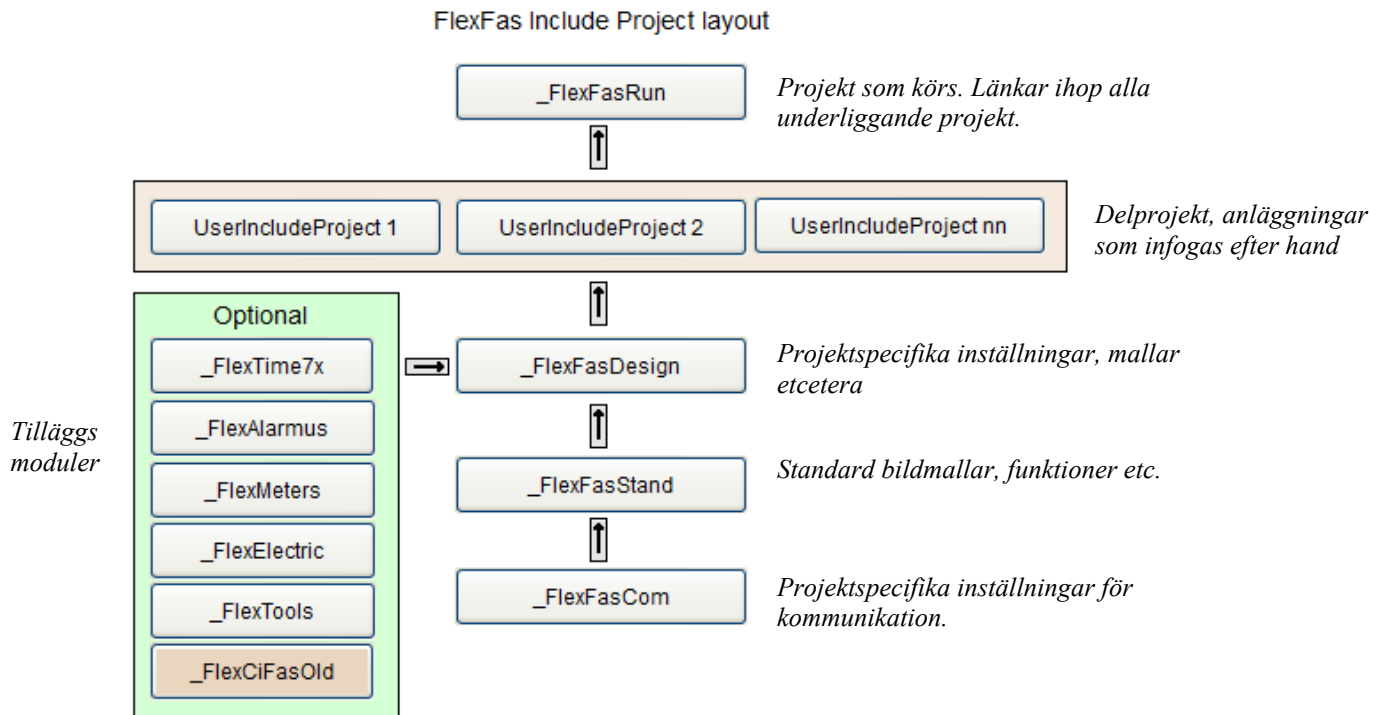 FlexFas Include Project layout
_FlexFasRun
Projekt som körs. Länkar ihop alla
underliggande projekt.
UserIncludeProject 1
UserIncludeProject 2
UserIncludeProject nn
Delprojekt, anläggningar
som infogas efter hand
Optional
_FlexTime7x
_FlexAlarmus
_FlexMeters
_FlexElectric
_FlexTools
_FlexCiFasOld
Tilläggs
moduler
_FlexFasDesign
Projektspecifika inställningar, mallar
etcetera
_FlexFasStand
Standard bildmallar, funktioner etc.
_FlexFasCom
Projektspecifika inställningar för
kommunikation.